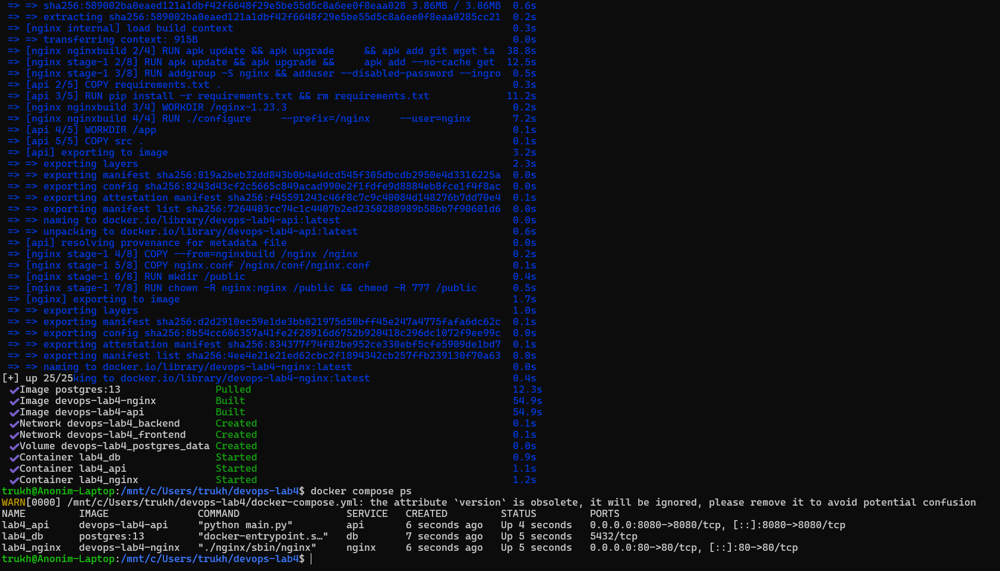 => => sha256:589002ba0eaed121a1dbf42f6648f29e5be55d5c8a6ee0f8eaa028 3.86MB / 3.86MB 0.6s
=> => extracting sha256:589002ba0eaed121a1dbf42f6648f29e5be55d5c8a6ee0f8eaa0285cc21 0.2s
=> [nginx internal] load build context 0.3s
=> => transferring context: 915B 0.0s
=> [nginx nginxbuild 2/4] RUN apk update && apk upgrade     && apk add git wget ta 38.8s
=> [nginx stage-1 2/8] RUN apk update && apk upgrade &&     apk add --no-cache get 12.5s
=> [nginx stage-1 3/8] RUN addgroup -S nginx && adduser --disabled-password --ingro 0.5s
=> [api 2/5] COPY requirements.txt . 0.3s
=> [api 3/5] RUN pip install -r requirements.txt && rm requirements.txt 11.2s
=> [nginx nginxbuild 3/4] WORKDIR /nginx-1.23.3 0.2s
=> [nginx nginxbuild 4/4] RUN ./configure     --prefix=/nginx     --user=nginx 7.2s
=> [api 4/5] WORKDIR /app 0.1s
=> [api 5/5] COPY src . 0.1s
=> [api] exporting to image 3.2s
=> => exporting layers 2.3s
=> => exporting manifest sha256:819a2beb32dd843b0b4a4dcd545f305dbcdb2950e4d3316225a 0.0s
=> => exporting config sha256:8243d43cf2c5665c849acad990e2f1fdfe9d8884eb8fce1f4f8ac 0.0s
=> => exporting attestation manifest sha256:f45591243c46f8c7c9c40084d148276b7dd70e4 0.1s
=> => exporting manifest list sha256:7264403cc74c1c4407b2ed2350288989b58bb7f90601d6 0.0s
=> => naming to docker.io/library/devops-lab4-api:latest 0.0s
=> => unpacking to docker.io/library/devops-lab4-api:latest 0.6s
=> [api] resolving provenance for metadata file 0.0s
=> [nginx stage-1 4/8] COPY --from=nginxbuild /nginx /nginx 0.2s
=> [nginx stage-1 5/8] COPY nginx.conf /nginx/conf/nginx.conf 0.1s
=> [nginx stage-1 6/8] RUN mkdir /public 0.4s
=> [nginx stage-1 7/8] RUN chown -R nginx:nginx /public && chmod -R 777 /public 0.5s
=> [nginx] exporting to image 1.7s
=> => exporting layers 1.0s
=> => exporting manifest sha256:d2d2910ec59e1de3bb021975d50bff45e247a4775fafa6dc62c 0.1s
=> => exporting config sha256:8b54cc606357a41fe2f28916d6752b920418c296dc1072f9ee99c 0.0s
=> => exporting attestation manifest sha256:834377f74f82be952ce330ebf5cfe5909de1bd7 0.1s
=> => exporting manifest list sha256:4ee4e21e21ed62cbc2f1894342cb257ffb239130f70a63 0.0s
=> => naming to docker.io/library/devops-lab4-nginx:latest 0.0s
[+] up 25/25king to docker.io/library/devops-lab4-nginx:latest 0.4s
✔Image postgres:13 Pulled 12.3s
✔Image devops-lab4-nginx Built 54.9s
✔Image devops-lab4-api Built 54.9s
✔Network devops-lab4_backend Created 0.1s
✔Network devops-lab4_frontend Created 0.1s
✔Volume devops-lab4_postgres_data Created 0.0s
✔Container lab4_db Started 0.9s
✔Container lab4_api Started 1.1s
✔Container lab4_nginx Started 1.2s
trukh@Anonim-Laptop:/mnt/c/Users/trukh/devops-lab4$ docker compose ps
WARN[0000] /mnt/c/Users/trukh/devops-lab4/docker-compose.yml: the attribute `version` is obsolete, it will be ignored, please remove it to avoid potential confusion
NAME IMAGE COMMAND SERVICE CREATED STATUS PORTS
lab4_api devops-lab4-api "python main.py" api 6 seconds ago Up 4 seconds 0.0.0.0:8080->8080/tcp, [::]:8080->8080/tcp
lab4_db postgres:13 "docker-entrypoint.s…" db 7 seconds ago Up 5 seconds 5432/tcp
lab4_nginx devops-lab4-nginx "./nginx/sbin/nginx" nginx 6 seconds ago Up 5 seconds 0.0.0.0:80->80/tcp, [::]:80->80/tcp
trukh@Anonim-Laptop:/mnt/c/Users/trukh/devops-lab4$